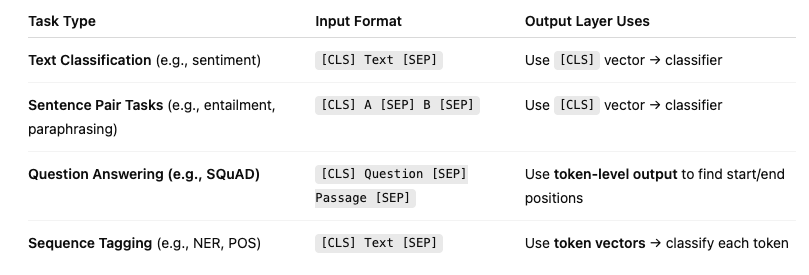 Task Type Input Format Output Layer Uses
Text Classification (e.g., sentiment) [CLS] Text [SEP] Use [CLS] vector → classifier
Sentence Pair Tasks (e.g., entailment, [CLS] A [SEP] B [SEP] Use [CLS] vector → classifier
paraphrasing)
Question Answering (e.g., SQuAD) [CLS] Question [SEP] Use token-level output to find start/end
Passage [SEP] positions
Sequence Tagging (e.g., NER, POS) [CLS] Text [SEP] Use token vectors → classify each token